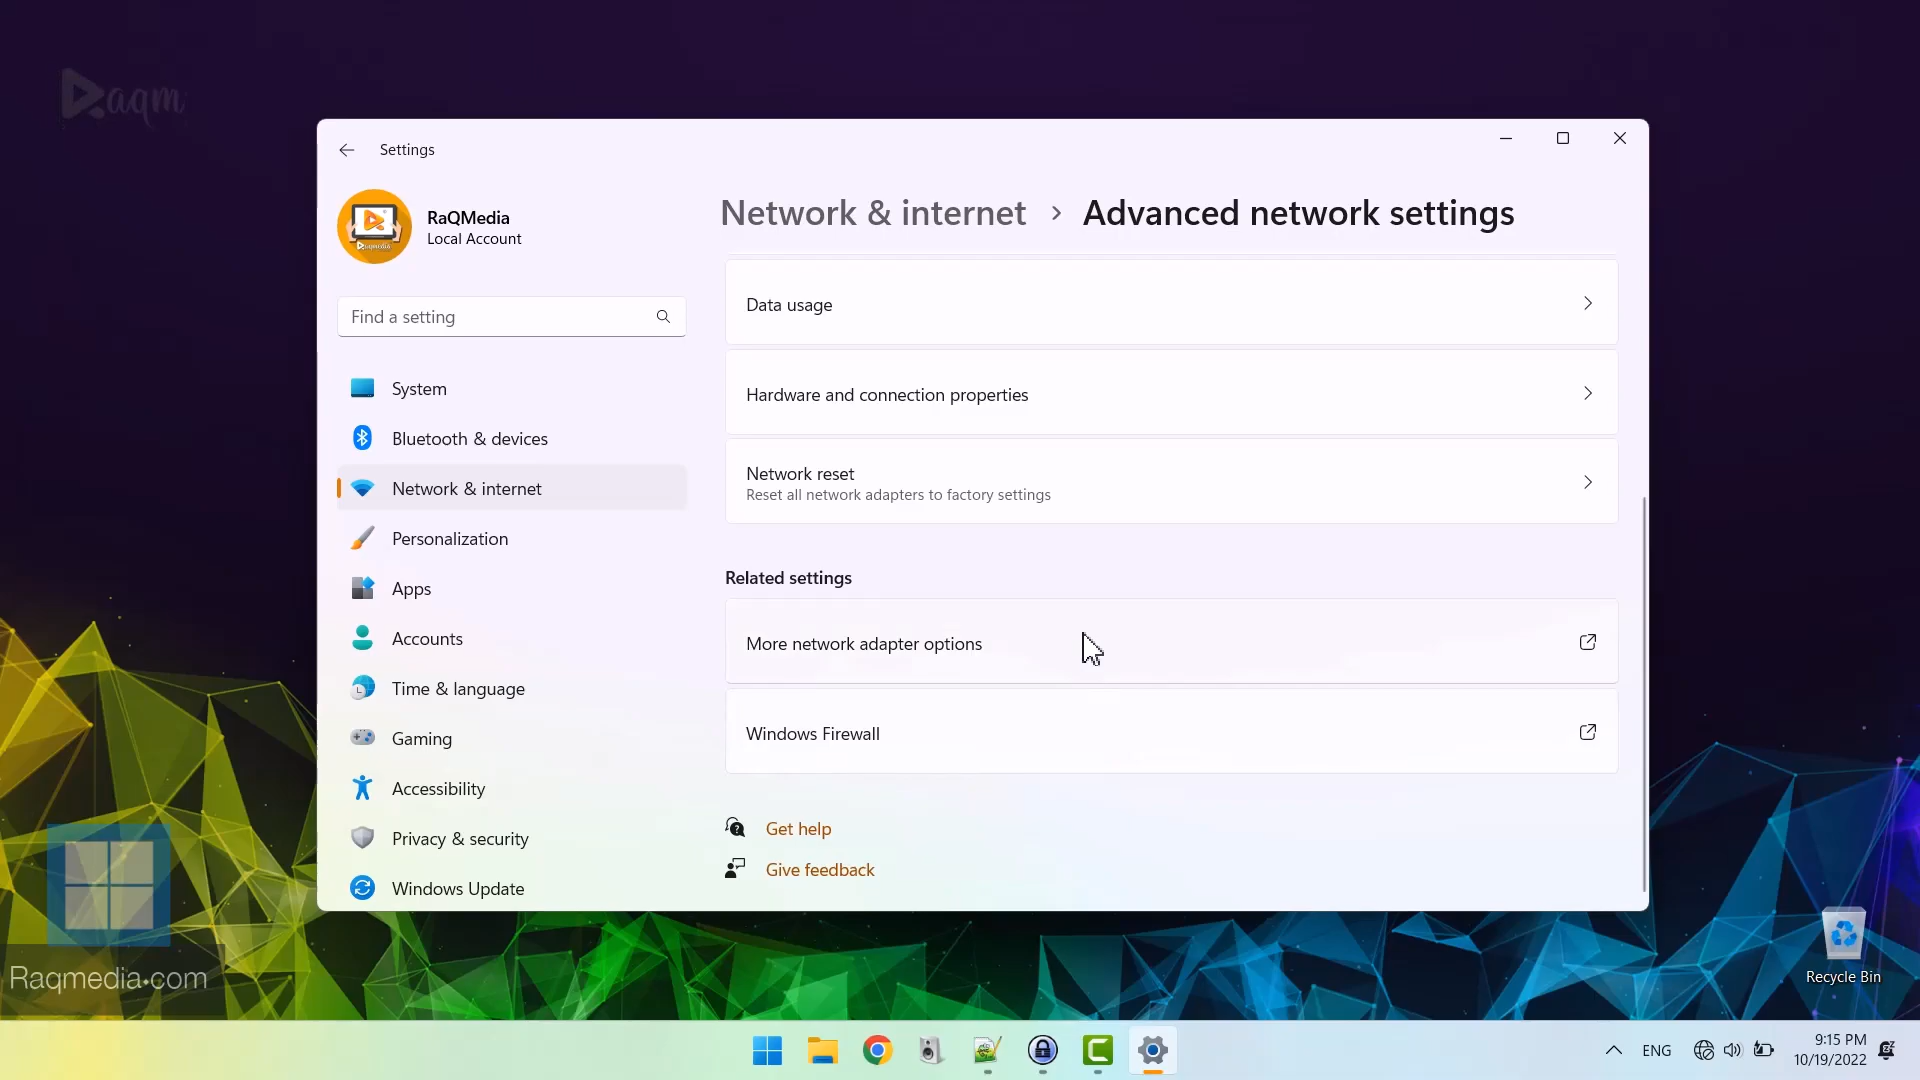 aqm
Settings
RaQMedia
Local Account
Find a setting
System
Bluetooth & devices
Network & internet
Personalization
Apps
Accounts
Time & language
Gaming
Accessibility
Privacy & security
Windows Update
Network & internet > Advanced network settings
Data usage
Hardware and connection properties
Network reset
Reset all network adapters to factory settings
Related settings
More network adapter options
Windows Firewall
Get help
Give feedback
Raqmedia.com
Recycle Bin
ENG
9:15 PM
10/19/2022